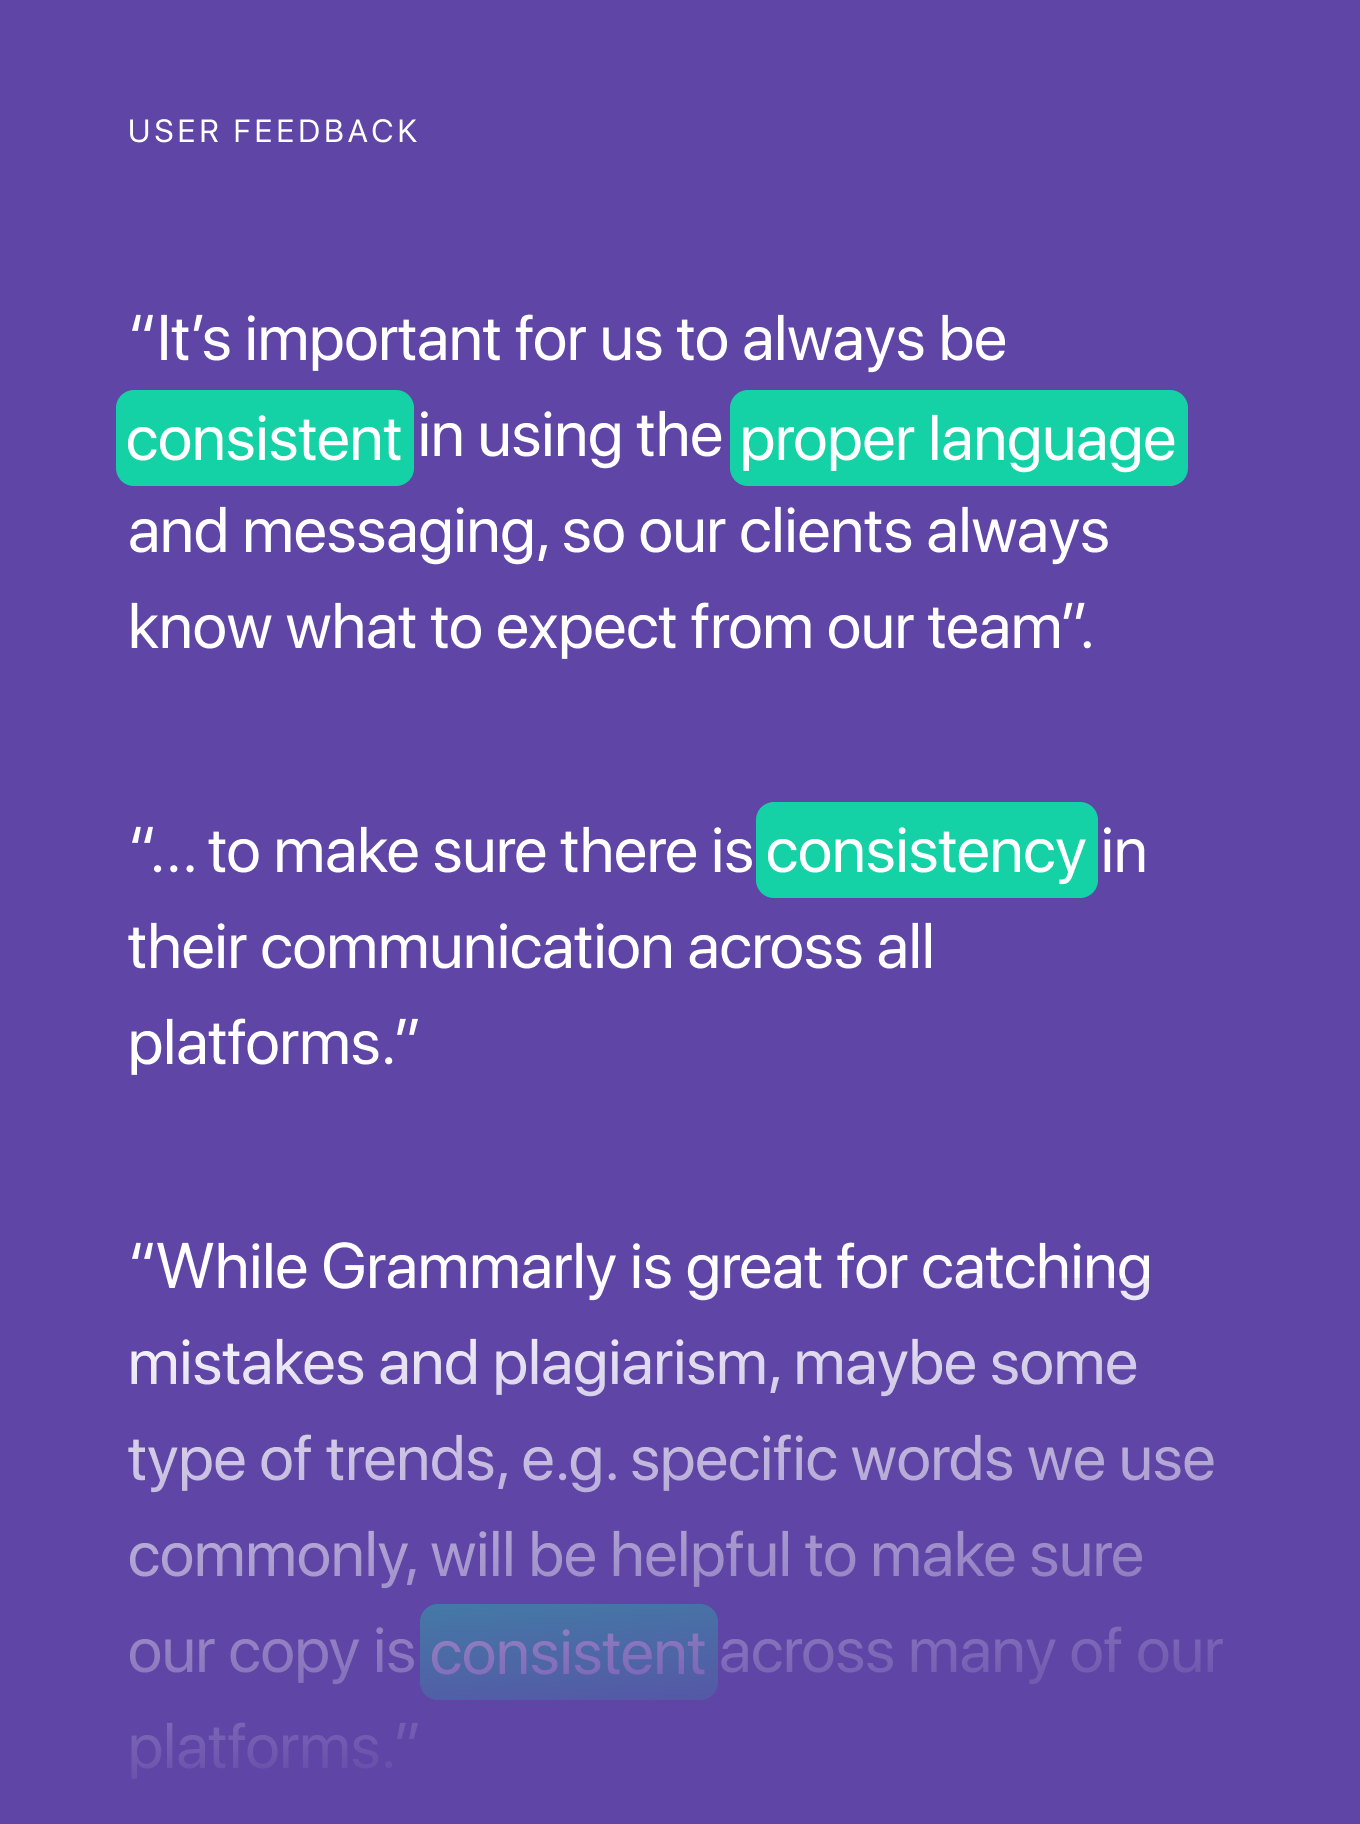 USER FEEDBACK
“It’s important for us to always be
consistent in using the proper language
and messaging, so our clients always
know what to expect from our team”.
“... to make sure there is consistency in
their communication across all
platforms.”
“While Grammarly is great for catching
mistakes and plagiarism, maybe some
type of trends, e.g. specific words we use
commonly, will be helpful to make sure
our copy is consistent across many of our
platforms.”